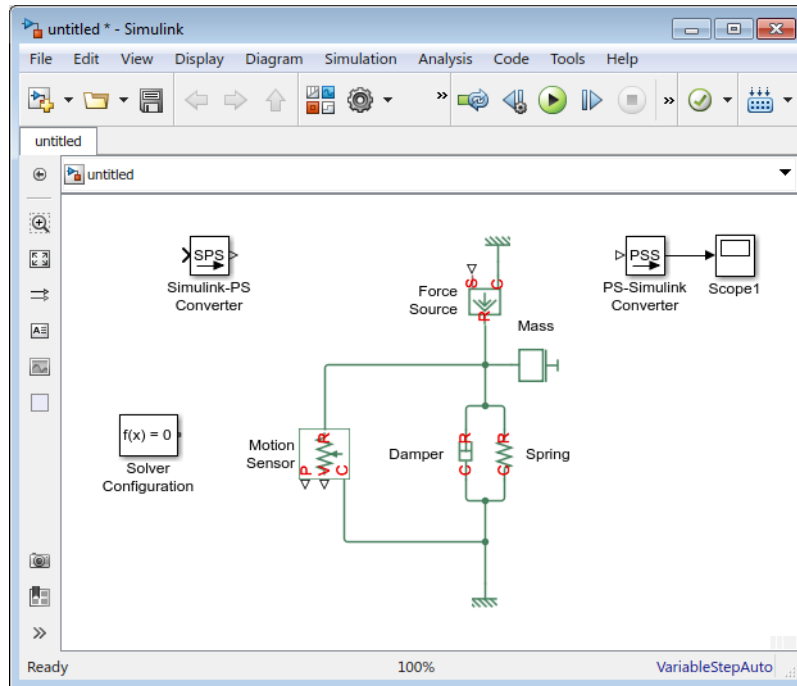 untitled * - Simulink
File Edit View Display Diagram Simulation Analysis Code Tools Help
» »
untitled
untitled
SPS
Simulink-PS
Converter
Force
Source
S
C
R
PSS
PS-Simulink
Converter
Scope1
Mass
f(x) = 0
Solver
Configuration
Motion
Sensor
R
P
V
C
Damper
R
C
Spring
R
C
A
»
Ready 100% VariableStepAuto